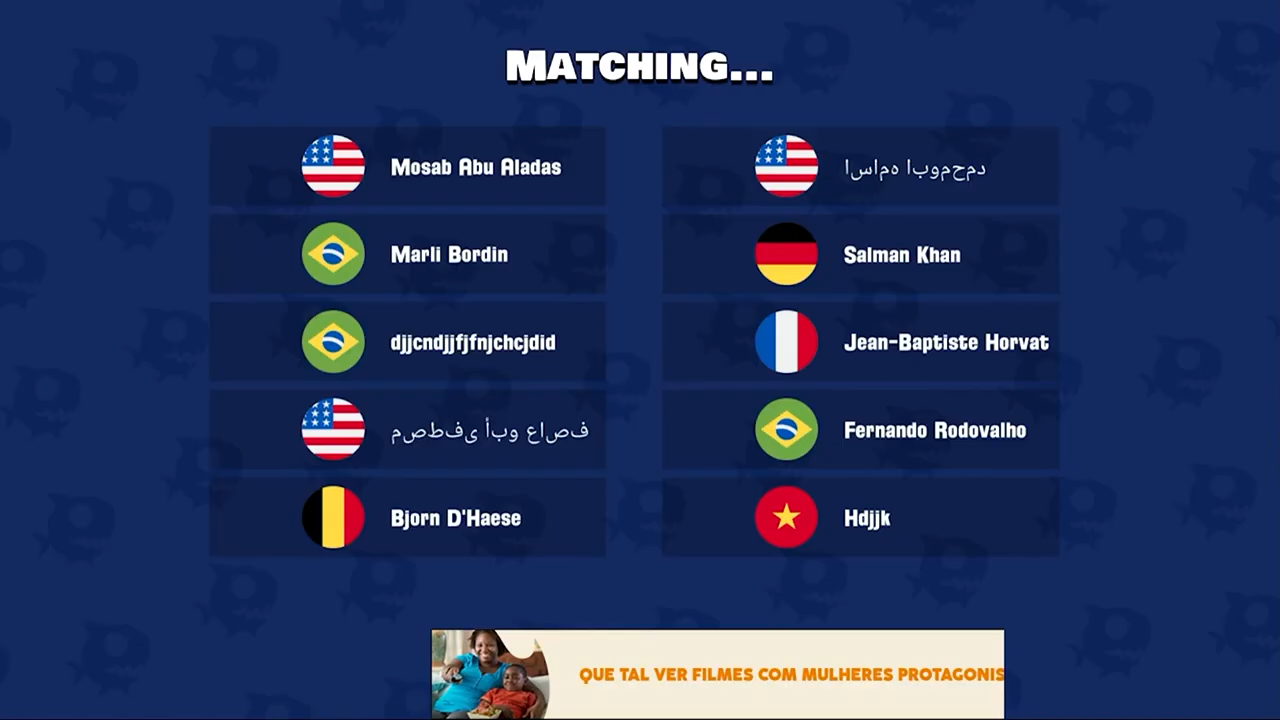 MATCHING...
Mosab Abu Aladas
Marli Bordin
djjcndjjfjfnjchcjdid
مصطفى أبو عاصف
Bjorn D'Haese
اسامه ابومحمد
Salman Khan
Jean-Baptiste Horvat
Fernando Rodovalho
Hdjjk
QUE TAL VER FILMES COM MULHERES PROTAGONIS